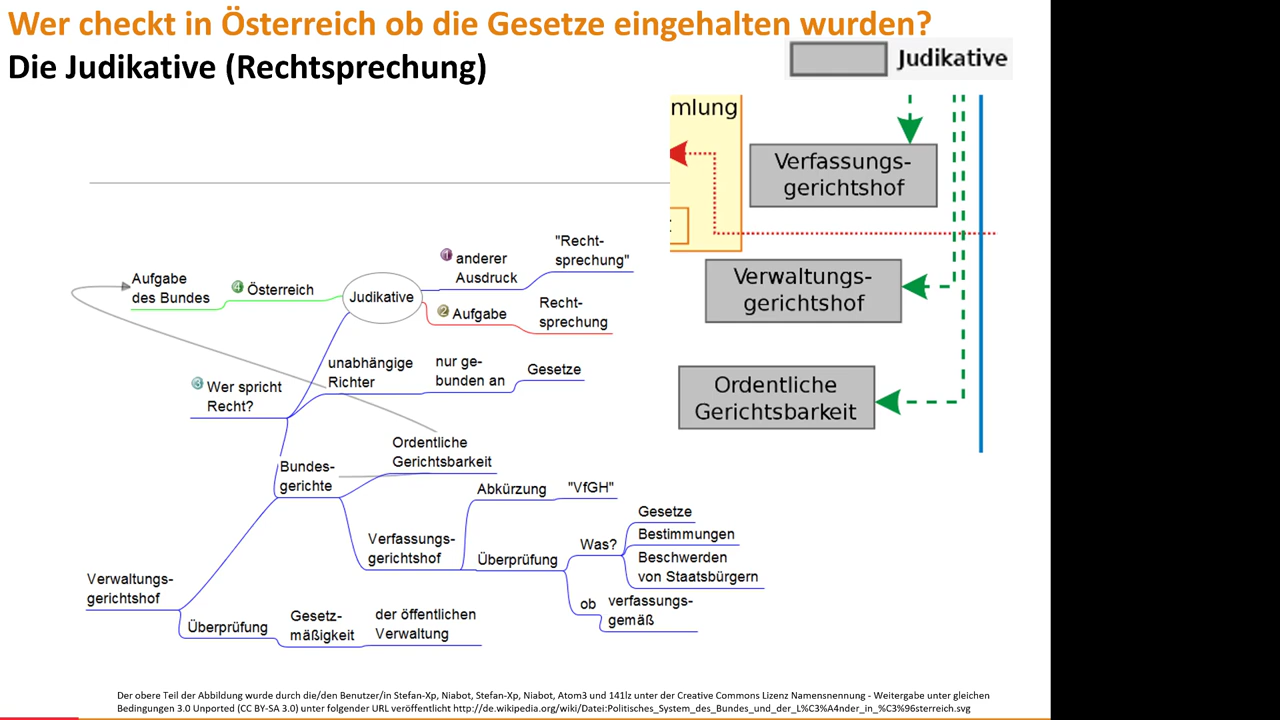 Wer checkt in Österreich ob die Gesetze eingehalten wurden?
Die Judikative (Rechtsprechung)
Judikative
mlung
Verfassungs-
gerichtshof
Verwaltungs-
gerichtshof
Ordentliche
Gerichtsbarkeit
Judikative
1 anderer
Ausdruck
"Recht-
sprechung"
2 Aufgabe
Recht-
sprechung
4 Österreich
Aufgabe
des Bundes
3 Wer spricht
Recht?
unabhängige
Richter
nur ge-
bunden an
Gesetze
Bundes-
gerichte
Ordentliche
Gerichtsbarkeit
Verfassungs-
gerichtshof
Abkürzung
"VfGH"
Überprüfung
Was?
Gesetze
Bestimmungen
Beschwerden
von Staatsbürgern
ob
verfassungs-
gemäß
Verwaltungs-
gerichtshof
Überprüfung
Gesetz-
mäßigkeit
der öffentlichen
Verwaltung
Der obere Teil der Abbildung wurde durch die/den Benutzer/in Stefan-Xp, Niabot, Stefan-Xp, Niabot, Atom3 und 141lz unter der Creative Commons Lizenz Namensnennung - Weitergabe unter gleichen
Bedingungen 3.0 Unported (CC BY-SA 3.0) unter folgender URL veröffentlicht http://de.wikipedia.org/wiki/Datei:Politisches_System_des_Bundes_und_der_L%C3%A4nder_in_%C3%96sterreich.svg